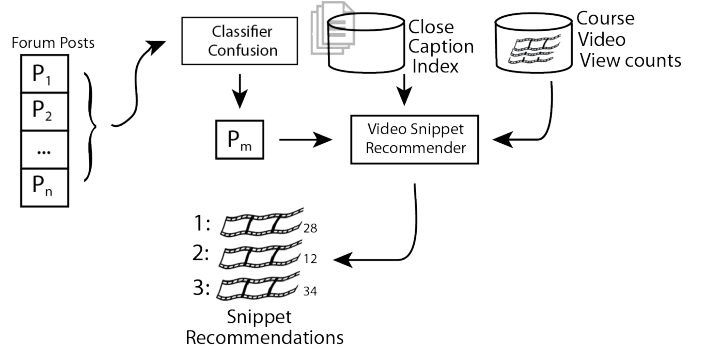 Forum Posts
P1
P2
...
Pn
Classifier
Confusion
Close
Caption
Index
Course
Video
View counts
Pm
Video Snippet
Recommender
1: 28
2: 12
3: 34
Snippet
Recommendations